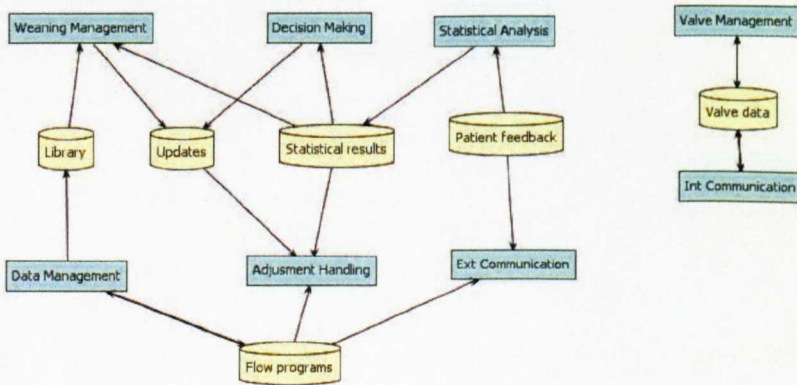 Weaning Management
Decision Making
Statistical Analysis
Valve Management
Library
Updates
Statistical results
Patient feedback
Valve data
Int Communication
Data Management
Adjusment Handling
Ext Communication
Flow programs